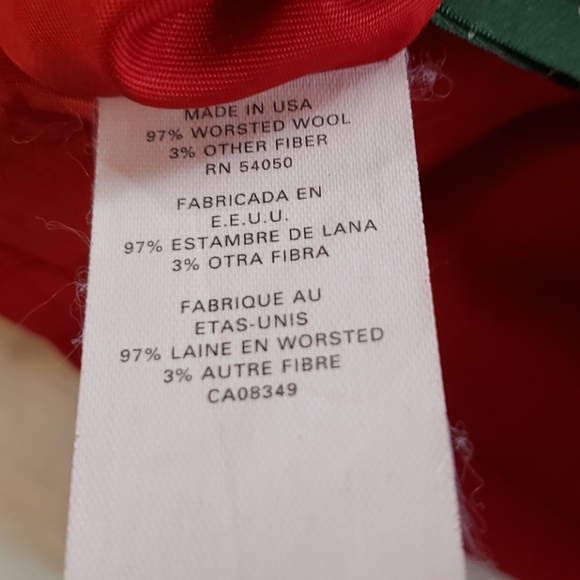 MADE IN USA
97% WORSTED WOOL
3% OTHER FIBER
RN 54050
FABRICADA EN
E.E.U.U.
97% ESTAMBRE DE LANA
3% OTRA FIBRA
FABRIQUE AU
ETAS-UNIS
97% LAINE EN WORSTED
3% AUTRE FIBRE
CA08349